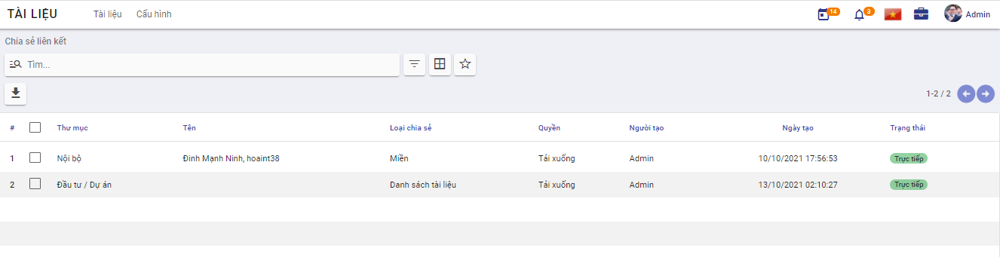 TÀI LIỆU Tài liệu Cấu hình 14 3 Admin
Chia sẻ liên kết
Tìm...
1-2 / 2
# Thư mục Tên Loại chia sẻ Quyền Người tạo Ngày tạo Trạng thái
1 Nội bộ Đinh Mạnh Ninh, hoaint38 Miền Tải xuống Admin 10/10/2021 17:56:53 Trực tiếp
2 Đầu tư / Dự án Danh sách tài liệu Tải xuống Admin 13/10/2021 02:10:27 Trực tiếp